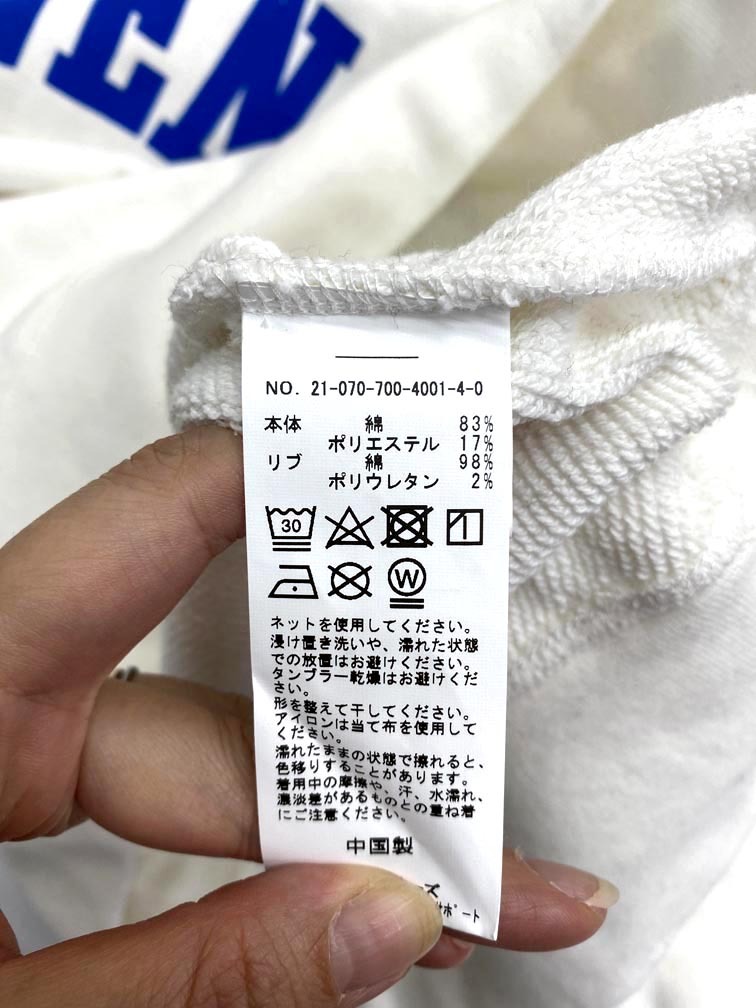 EN
NO. 21-070-700-4001-4-0
本体 綿 83%
ポリエステル 17%
リブ 綿 98%
ポリウレタン 2%
30
W
ネットを使用してください。
浸け置き洗いや、濡れた状態
での放置はお避けください。
タンブラー乾燥はお避けくだ
さい。
形を整えて干してください。
アイロンは当て布を使用して
ください。
濡れたままの状態で擦れると、
色移りすることがあります。
着用中の摩擦や、汗、水濡れ、
濃淡差があるものとの重ね着
にご注意ください。
中国製
ズ
ポート